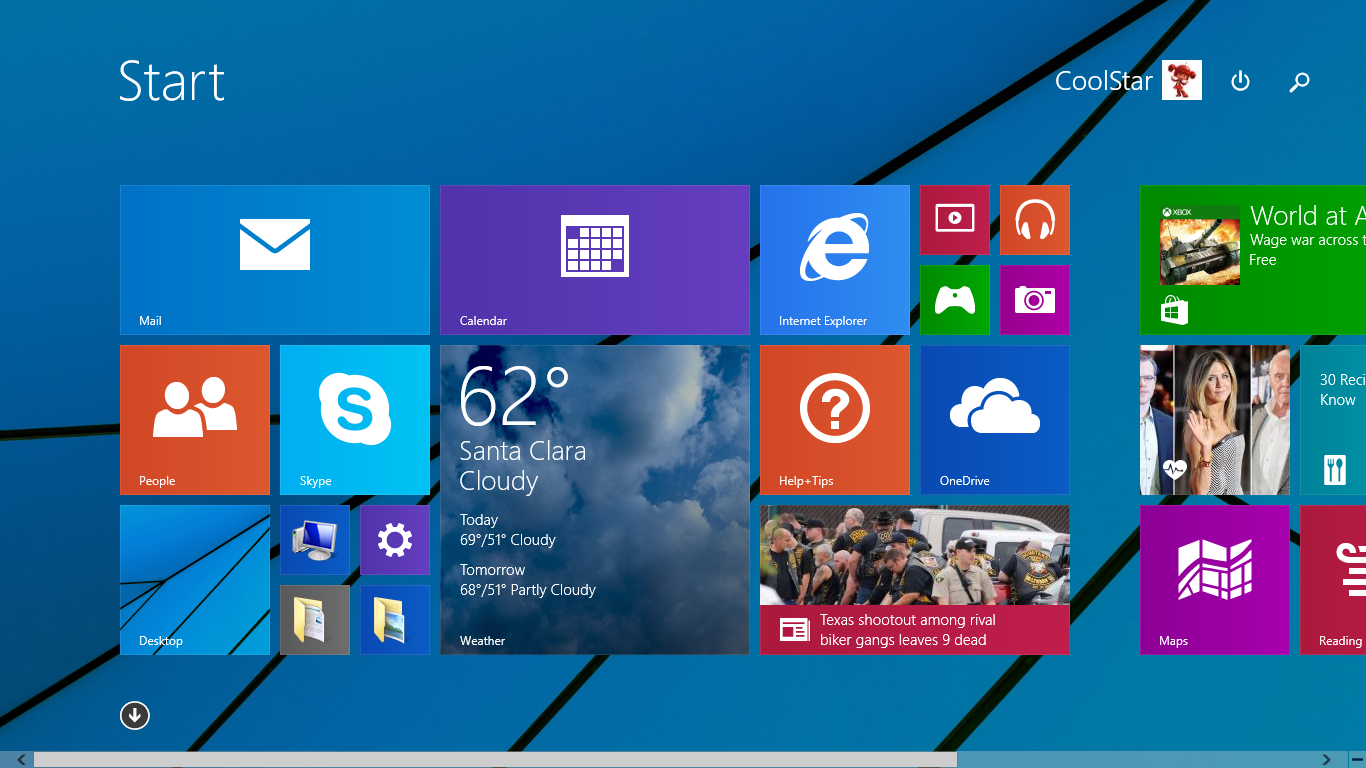 Start
CoolStar
Mail
Calendar
Internet Explorer
XBOX
World at A
Wage war across t
Free
People
Skype
62°
Santa Clara
Cloudy
Today
69°/51° Cloudy
Tomorrow
68°/51° Partly Cloudy
Weather
Help+Tips
OneDrive
30 Reci
Know
Desktop
Texas shootout among rival
biker gangs leaves 9 dead
Maps
Reading